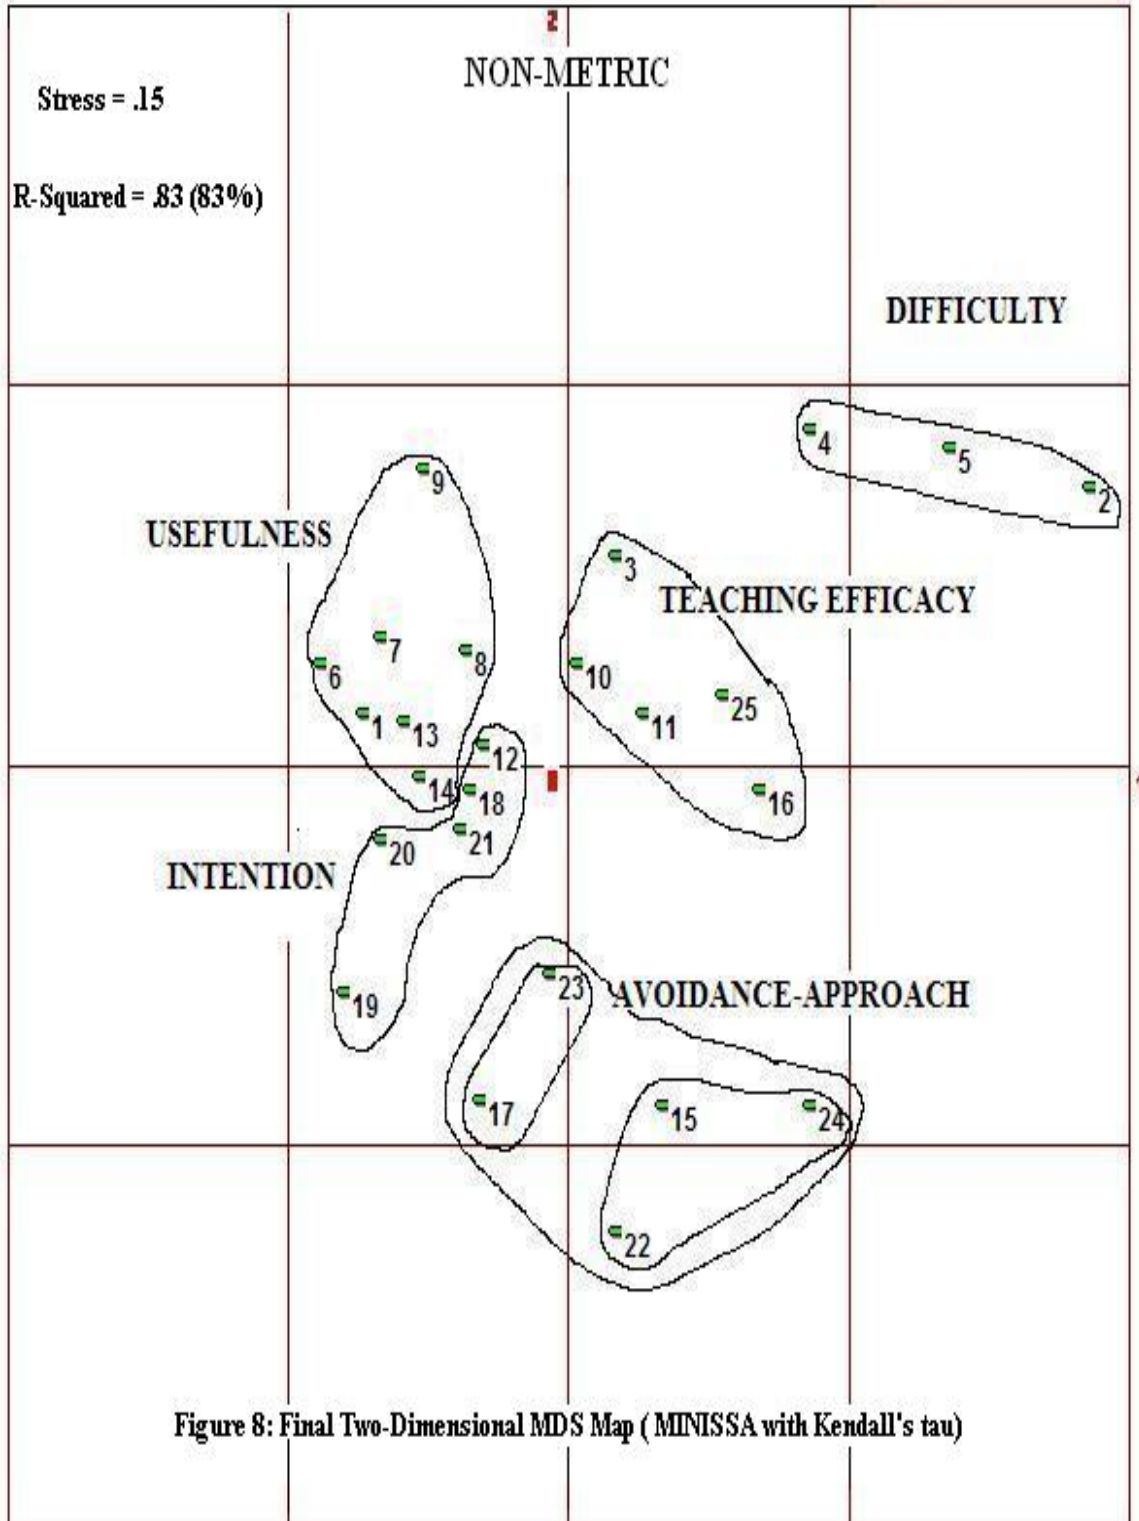 2
NON-METRIC
Stress = .15
R-Squared = .83 (83%)
DIFFICULTY
4
5
2
9
USEFULNESS
3
TEACHING EFFICACY
7
8
6
10
25
1
13
11
12
14
18
16
21
20
INTENTION
23
19
AVOIDANCE-APPROACH
17
15
24
22
Figure 8: Final Two-Dimensional MDS Map ( MINISSA with Kendall's tau)